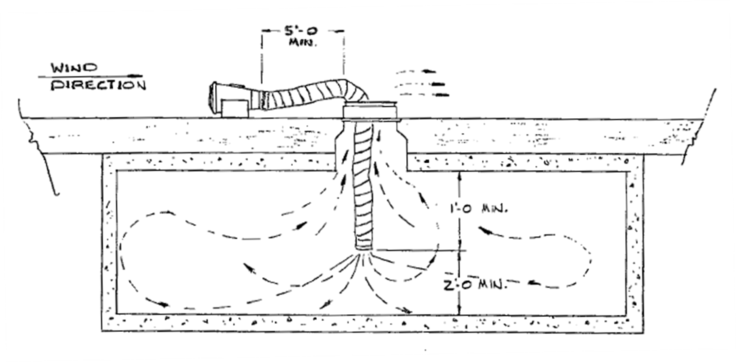 5'-0
MIN.
WIND
DIRECTION
1'-0 MIN.
2'-0 MIN.